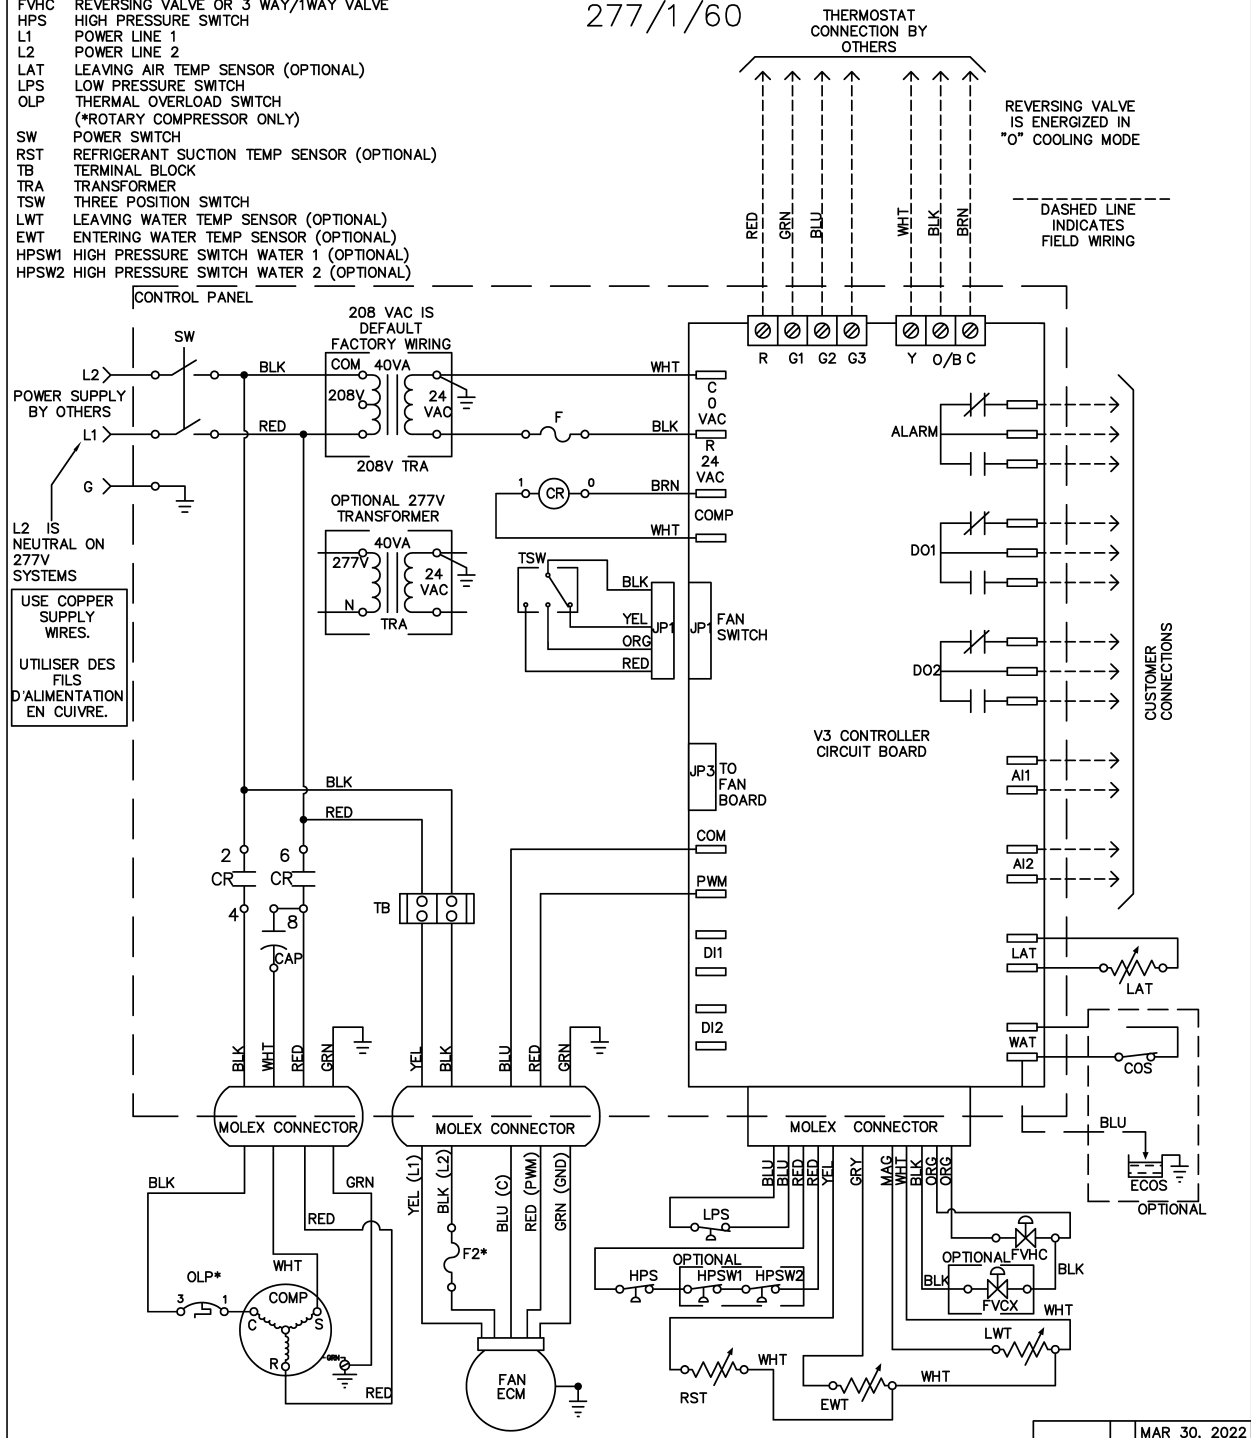 FVHC REVERSING VALVE OR 3 WAY/1WAY VALVE
HPS HIGH PRESSURE SWITCH
L1 POWER LINE 1
L2 POWER LINE 2
LAT LEAVING AIR TEMP SENSOR (OPTIONAL)
LPS LOW PRESSURE SWITCH
OLP THERMAL OVERLOAD SWITCH
(*ROTARY COMPRESSOR ONLY)
SW POWER SWITCH
RST REFRIGERANT SUCTION TEMP SENSOR (OPTIONAL)
TB TERMINAL BLOCK
TRA TRANSFORMER
TSW THREE POSITION SWITCH
LWT LEAVING WATER TEMP SENSOR (OPTIONAL)
EWT ENTERING WATER TEMP SENSOR (OPTIONAL)
HPSW1 HIGH PRESSURE SWITCH WATER 1 (OPTIONAL)
HPSW2 HIGH PRESSURE SWITCH WATER 2 (OPTIONAL)
277/1/60
THERMOSTAT
CONNECTION BY
OTHERS
REVERSING VALVE
IS ENERGIZED IN
"O" COOLING MODE
DASHED LINE
INDICATES
FIELD WIRING
RED
GRN
BLU
WHT
BLK
BRN
R G1 G2 G3 Y O/B C
CONTROL PANEL
SW
208 VAC IS
DEFAULT
FACTORY WIRING
L2
BLK
COM 40VA
208V
24
VAC
WHT
C
0
VAC
POWER SUPPLY
BY OTHERS
L1
RED
208V TRA
F
BLK
R
24
VAC
G
1 CR 0
BRN
COMP
WHT
L2 IS
NEUTRAL ON
277V
SYSTEMS
OPTIONAL 277V
TRANSFORMER
40VA
277V
24
VAC
N
TRA
USE COPPER
SUPPLY
WIRES.
UTILISER DES
FILS
D'ALIMENTATION
EN CUIVRE.
TSW
BLK
YEL
ORG
RED
JP1
JP1
FAN
SWITCH
ALARM
DO1
DO2
CUSTOMER
CONNECTIONS
V3 CONTROLLER
CIRCUIT BOARD
JP3
TO
FAN
BOARD
AI1
AI2
BLK
RED
COM
PWM
2
CR
4
6
CR
8
CAP
TB
DI1
DI2
LAT
LAT
WAT
COS
BLU
ECOS
OPTIONAL
BLK
WHT
RED
GRN
YEL
BLK
BLU
RED
GRN
MOLEX CONNECTOR
MOLEX CONNECTOR
MOLEX CONNECTOR
BLK
GRN
RED
WHT
OLP*
3 1
COMP
C S
R
GRN
RED
YEL (L1)
BLK (L2)
BLU (C)
RED (PWM)
GRN (GND)
F2*
FAN
ECM
BLU
BLU
RED
RED
YEL
GRY
MAG
WHT
BLK
ORG
ORG
LPS
OPTIONAL
HPS HPSW1 HPSW2
OPTIONAL
FVHC
BLK
BLK
FVCX
WHT
LWT
RST
WHT
EWT
WHT
MAR 30, 2022